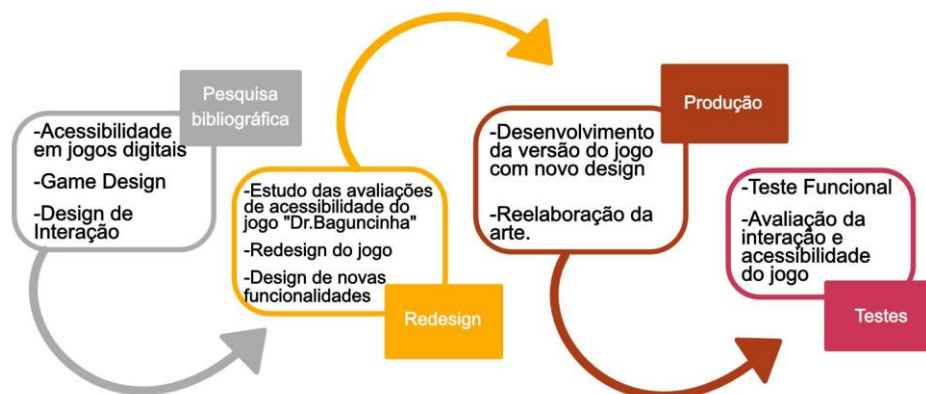 Pesquisa
bibliográfica
-Acessibilidade
em jogos digitais
-Game Design
-Design de
Interação
-Estudo das avaliações
de acessibilidade do
jogo "Dr.Baguncinha"
-Redesign do jogo
-Design de novas
funcionalidades
Redesign
Produção
-Desenvolvimento
da versão do jogo
com novo design
-Reelaboração da
arte.
-Teste Funcional
-Avaliação da
interação e
acessibilidade
do jogo
Testes